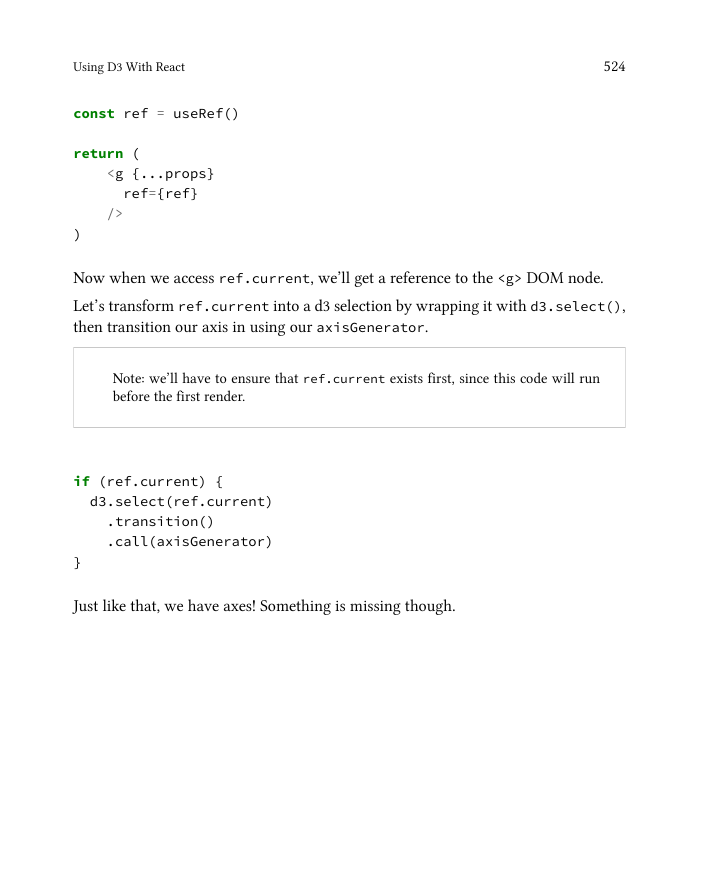 Using D3 With React 524
const ref = useRef()
return (
    <g {...props}
      ref={ref}
    />
)
Now when we access ref.current, we’ll get a reference to the <g> DOM node.
Let’s transform ref.current into a d3 selection by wrapping it with d3.select(),
then transition our axis in using our axisGenerator.
Note: we’ll have to ensure that ref.current exists first, since this code will run
before the first render.
if (ref.current) {
  d3.select(ref.current)
    .transition()
    .call(axisGenerator)
}
Just like that, we have axes! Something is missing though.